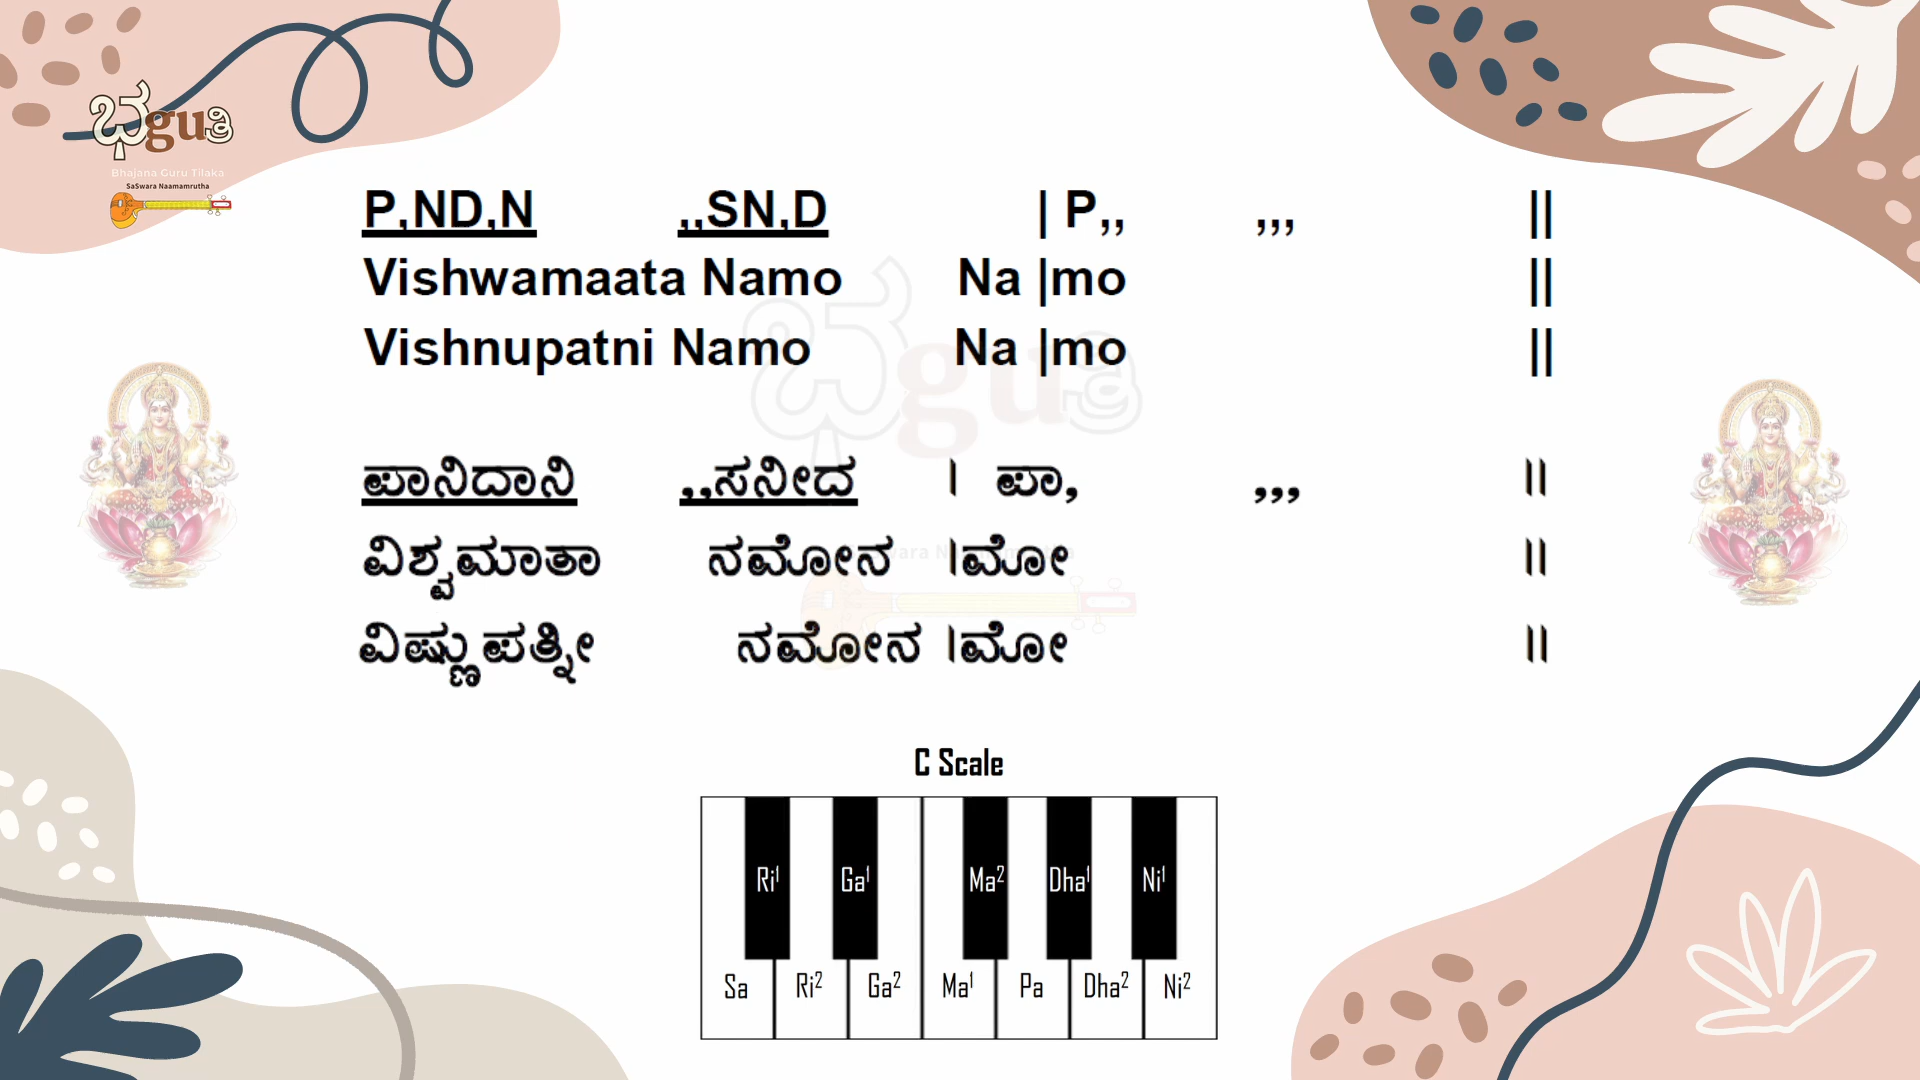 ಭguತಿ
Bhajana Guru Tilaka
SaSwara Naamamrutha
P,ND,N ,,SN,D | P,, ,,, ||
Vishwamaata Namo Na |mo ||
Vishnupatni Namo Na |mo ||
ಪಾನಿದಾನಿ ,,ಸನೀದ । ಪಾ, ,,, ॥
ವಿಶ್ವಮಾತಾ ನಮೋನ ।ಮೋ ॥
ವಿಷ್ಣುಪತ್ನೀ ನಮೋನ ।ಮೋ ॥
C Scale
Ri¹ Ga¹ Ma² Dha¹ Ni¹
Sa Ri² Ga² Ma¹ Pa Dha² Ni²